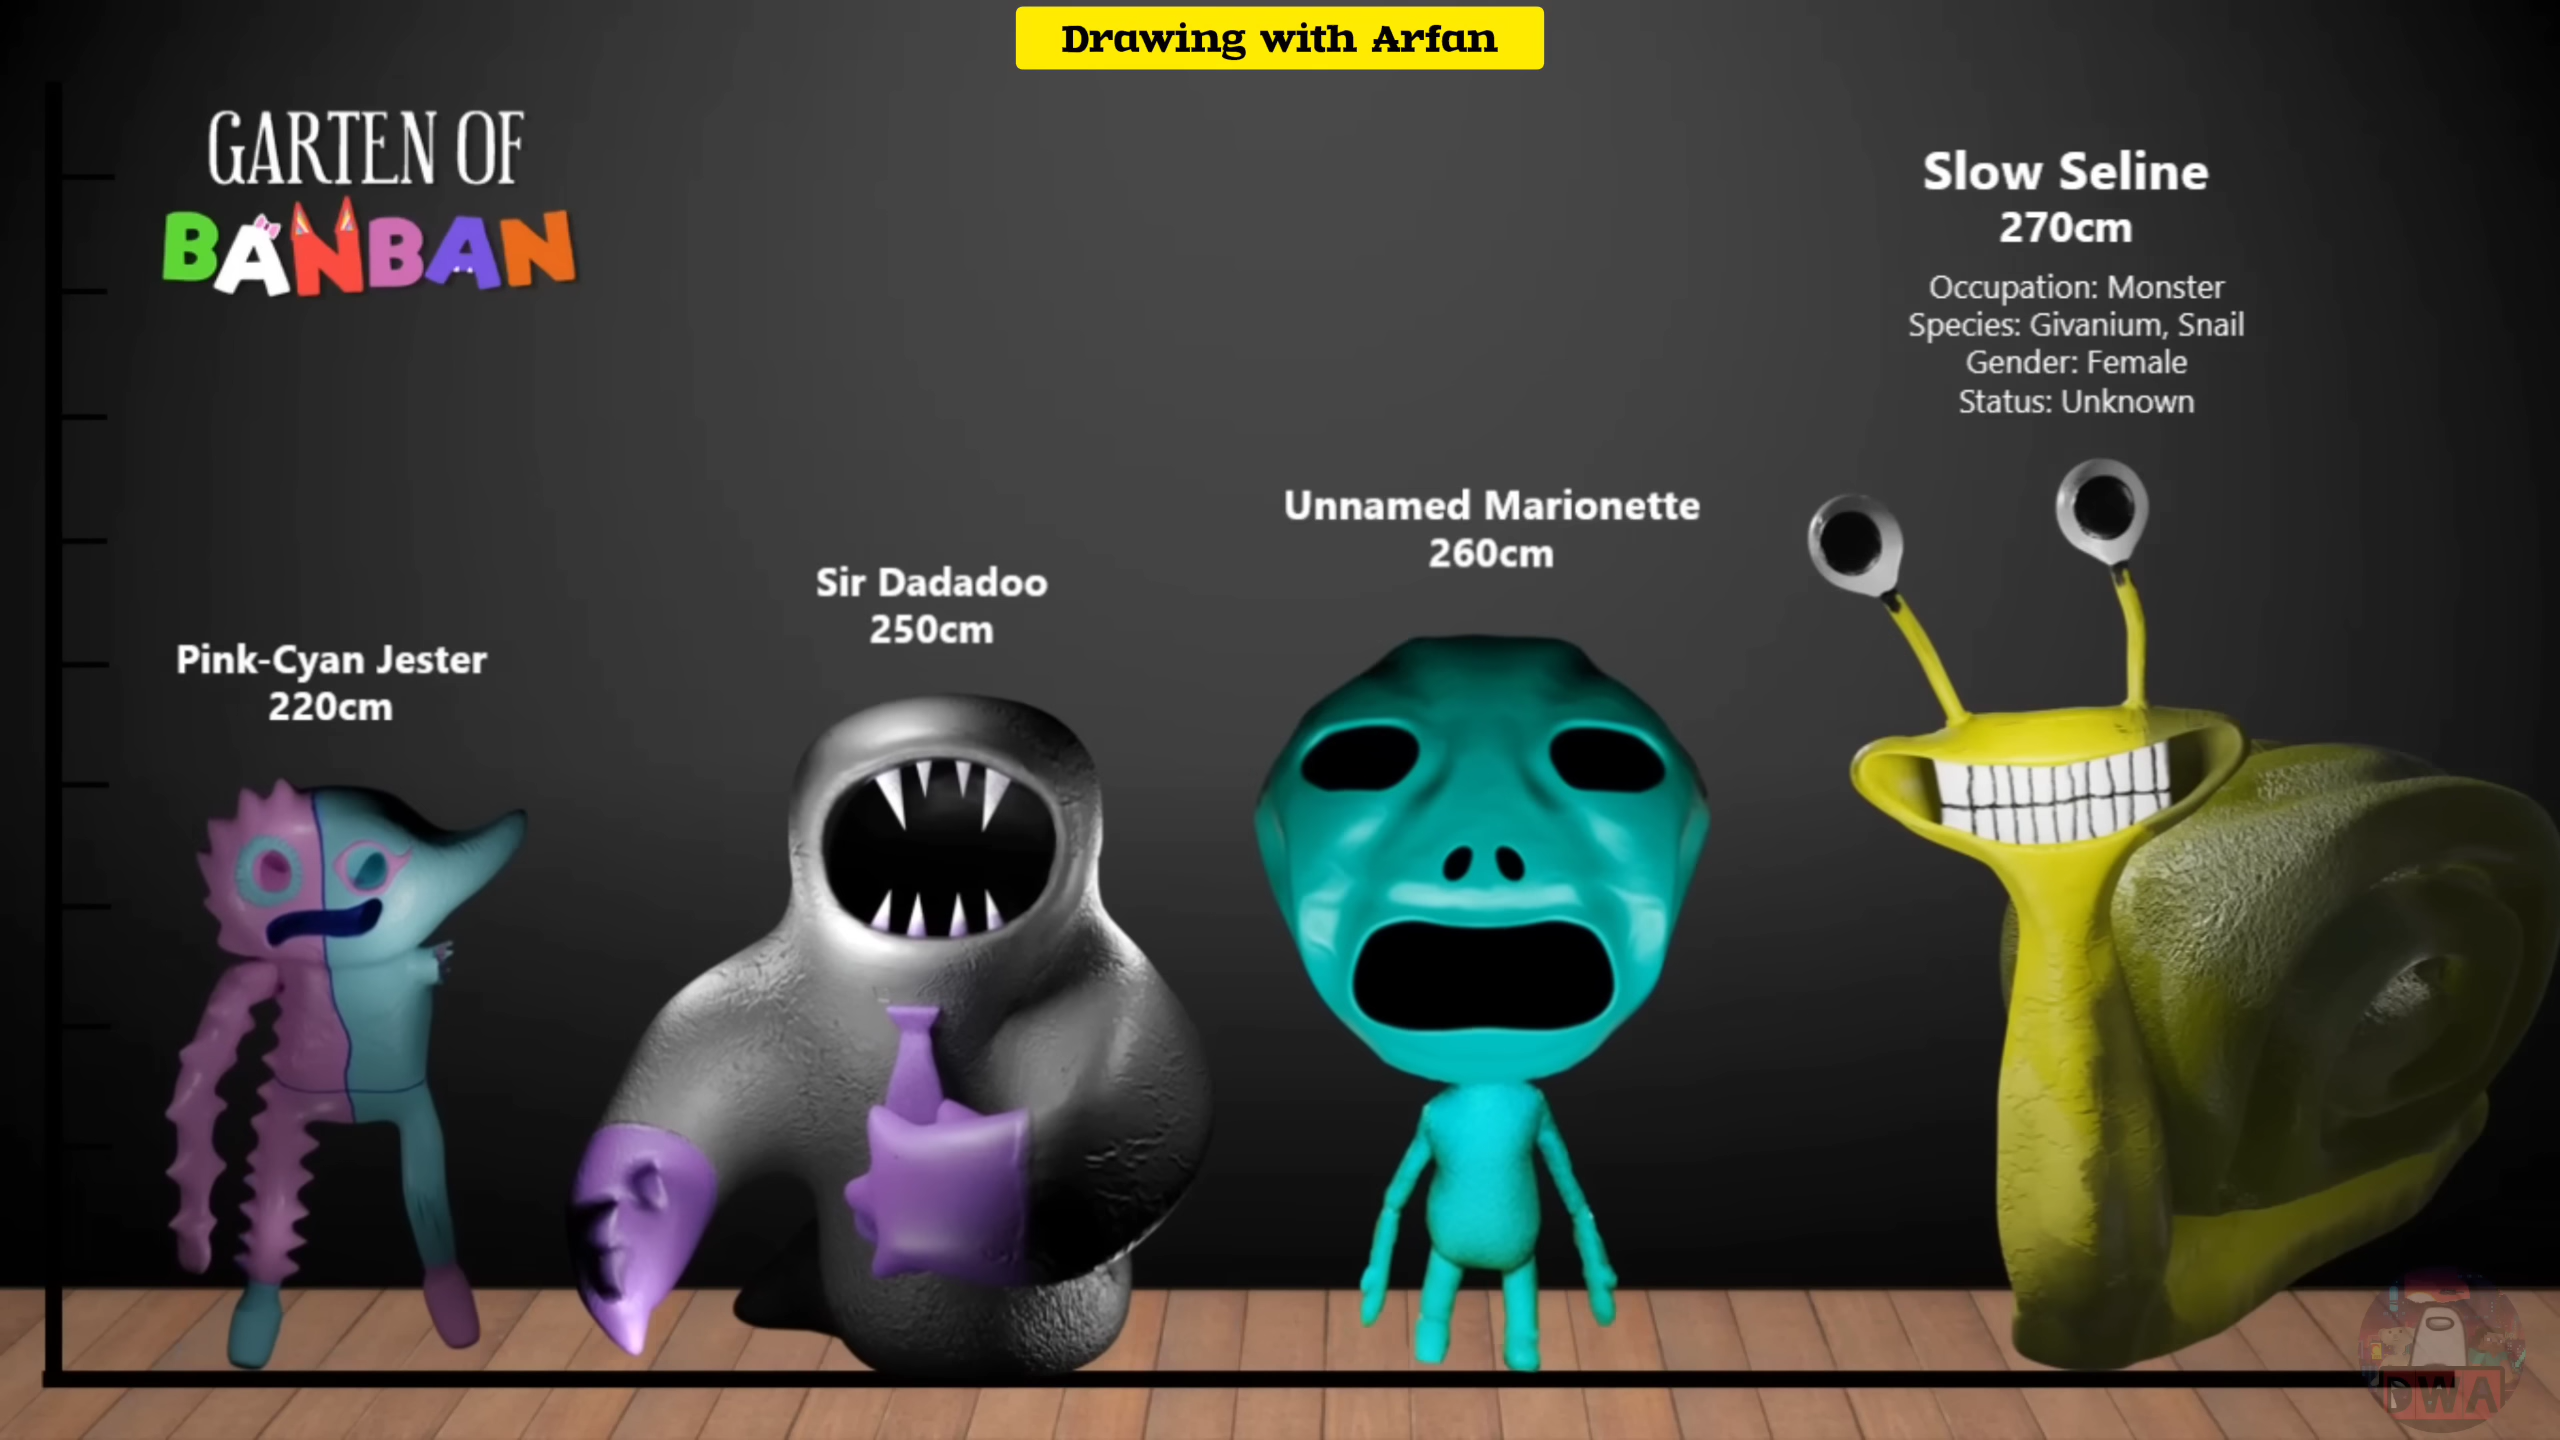 Drawing with Arfan
GARTEN OF
BANBAN
Slow Seline
270cm
Occupation: Monster
Species: Givanium, Snail
Gender: Female
Status: Unknown
Unnamed Marionette
260cm
Sir Dadadoo
250cm
Pink-Cyan Jester
220cm
DWA